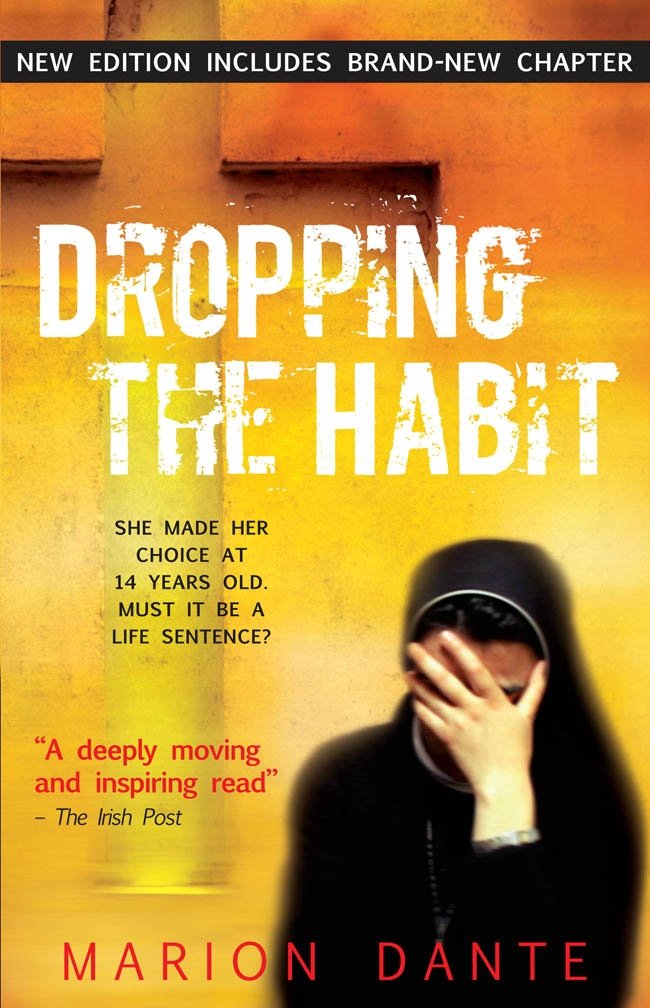 NEW EDITION INCLUDES BRAND-NEW CHAPTER
DROPPING
THE HABIT
SHE MADE HER
CHOICE AT
14 YEARS OLD.
MUST IT BE A
LIFE SENTENCE?
“A deeply moving
and inspiring read”
– The Irish Post
MARION DANTE